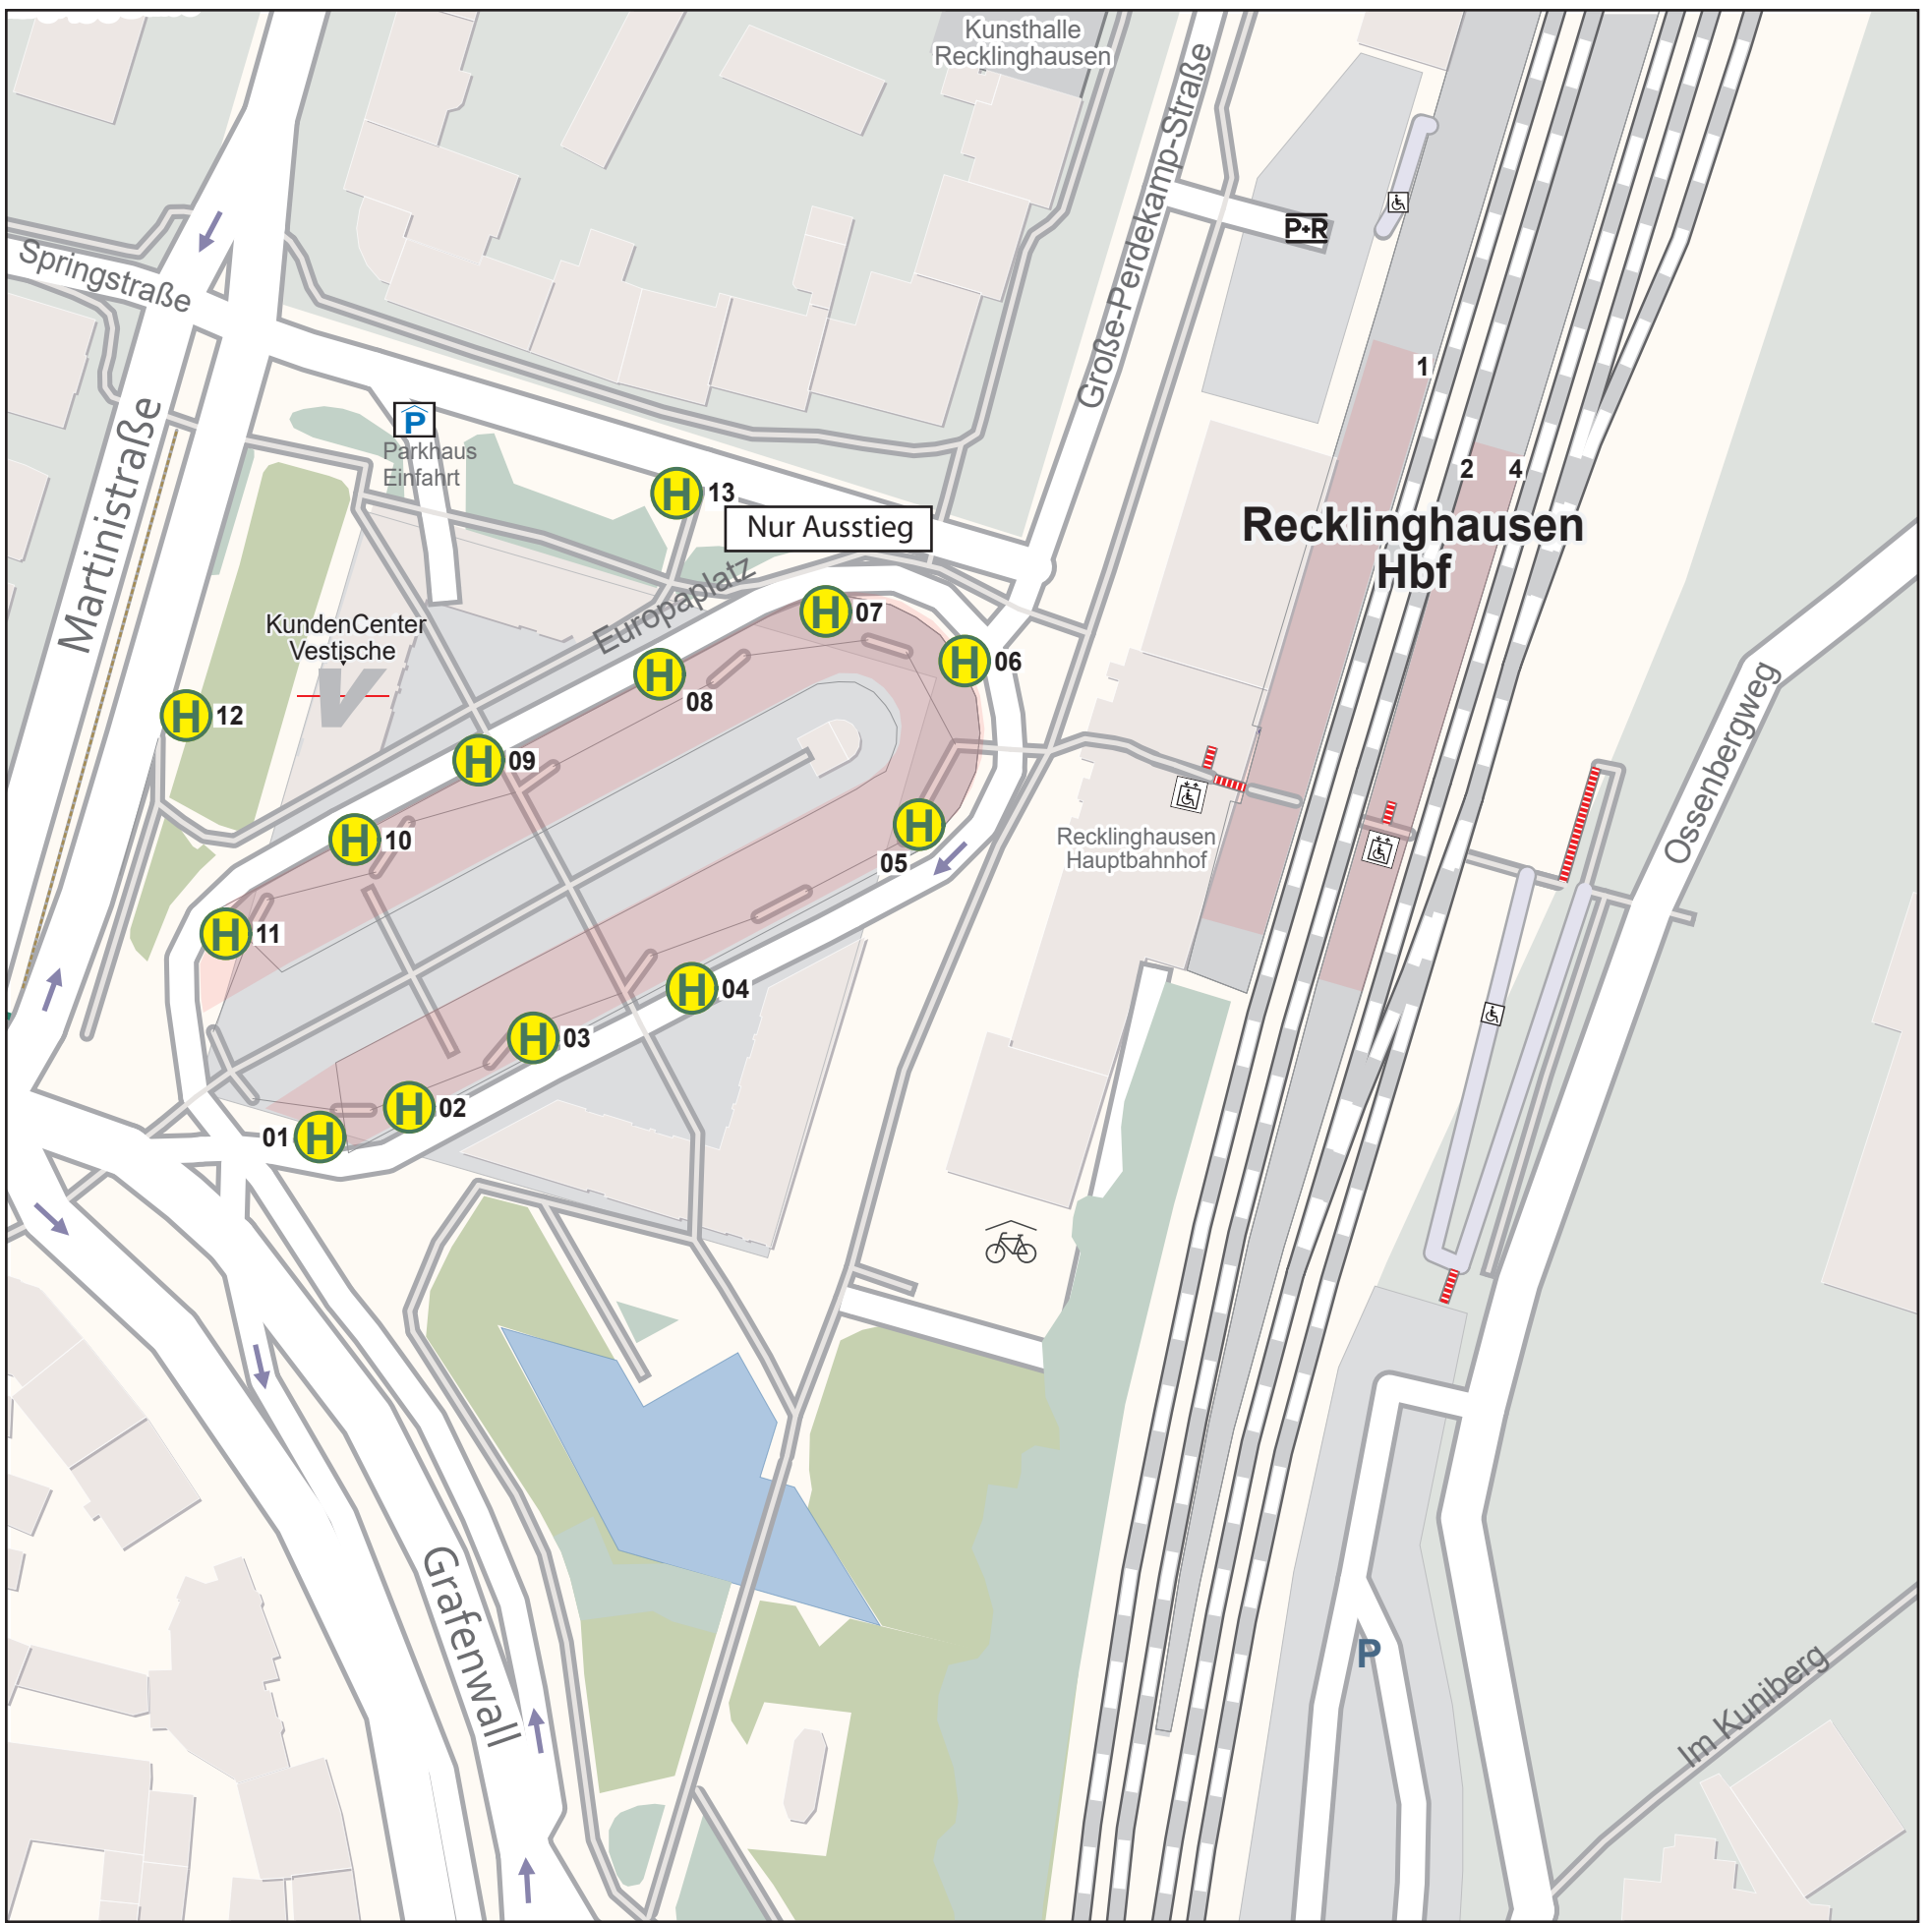 Kunsthalle
Recklinghausen
Große-Perdekamp-Straße
P+R
Springstraße
1
P
Parkhaus
Einfahrt
Martinistraße
2
4
H 13
Nur Ausstieg
Recklinghausen
Hbf
Europaplatz
H 07
KundenCenter
Vestische
V
H 06
H 08
H 12
Ossenbergweg
H 09
H 10
H
05
Recklinghausen
Hauptbahnhof
H 11
H 04
H 03
H 02
01 H
Grafenwall
P
Im Kuniberg